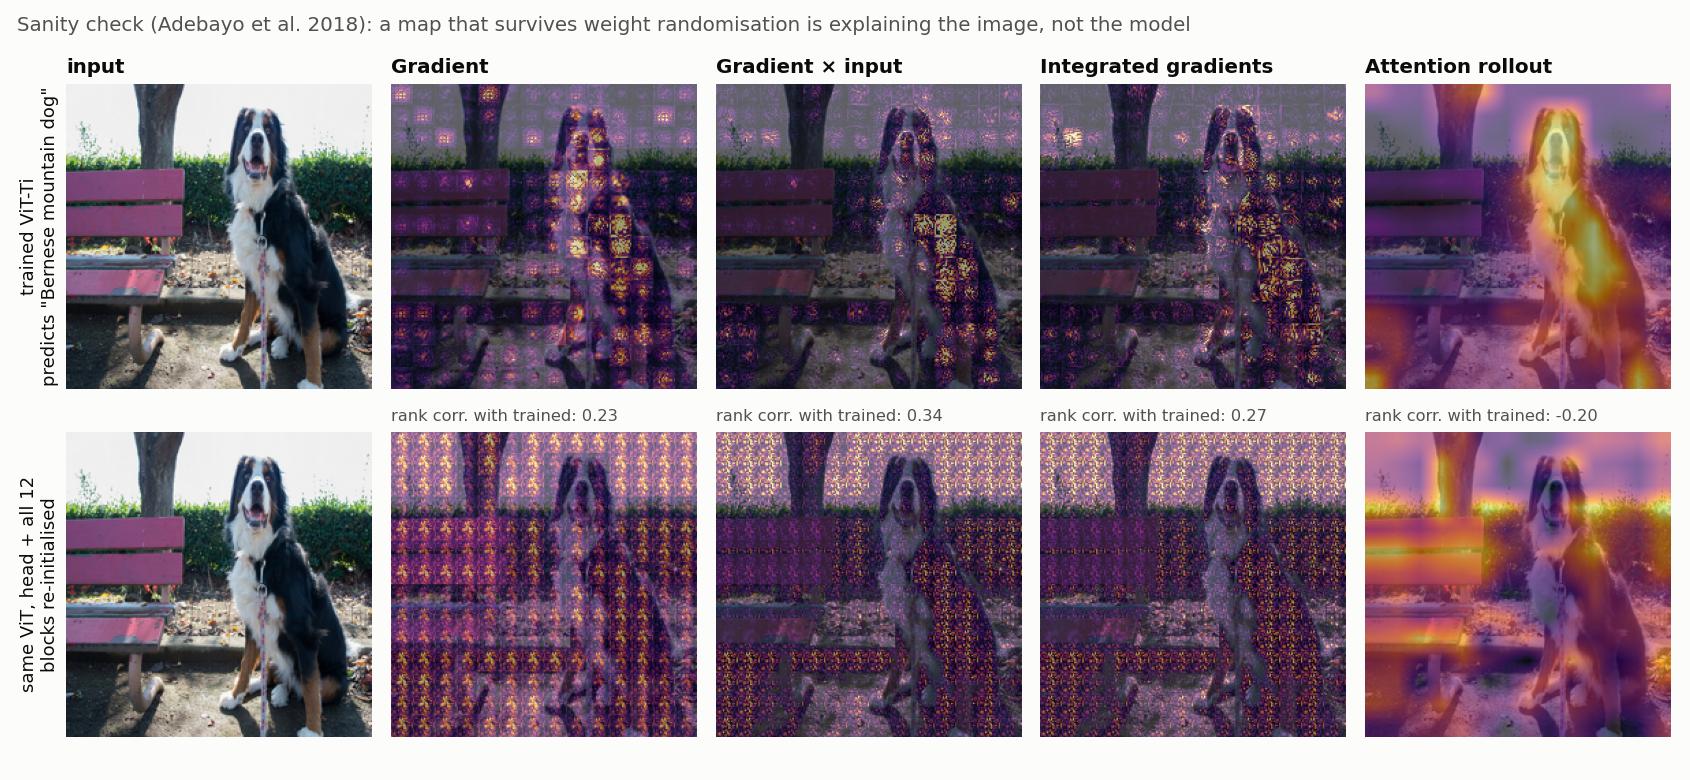 Sanity check (Adebayo et al. 2018): a map that survives weight randomisation is explaining the image, not the model
input
Gradient
Gradient × input
Integrated gradients
Attention rollout
trained ViT-Ti
predicts "Bernese mountain dog"
rank corr. with trained: 0.23
rank corr. with trained: 0.34
rank corr. with trained: 0.27
rank corr. with trained: -0.20
same ViT, head + all 12
blocks re-initialised